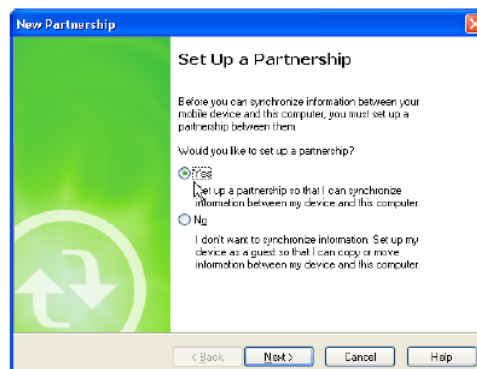 New Partnership
Set Up a Partnership
Before you can synchronize information between your
mobile device and this computer, you must set up a
partnership between them.
Would you like to set up a partnership?
Yes
Set up a partnership so that I can synchronize
information between my device and this computer.
No
I don't want to synchronize information. Set up my
device as a guest so that I can copy or move
information between my device and this computer.
< Back
Next >
Cancel
Help